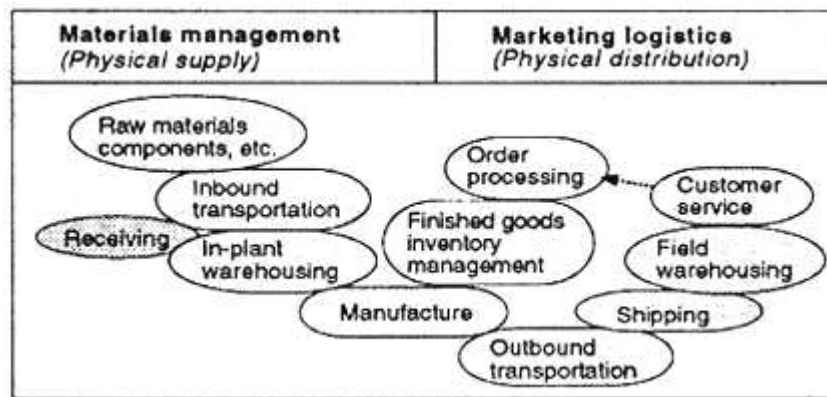 Materials management
(Physical supply)
Marketing logistics
(Physical distribution)
Raw materials
components, etc.
Inbound
transportation
Receiving
In-plant
warehousing
Manufacture
Order
processing
Finished goods
inventory
management
Customer
service
Field
warehousing
Shipping
Outbound
transportation